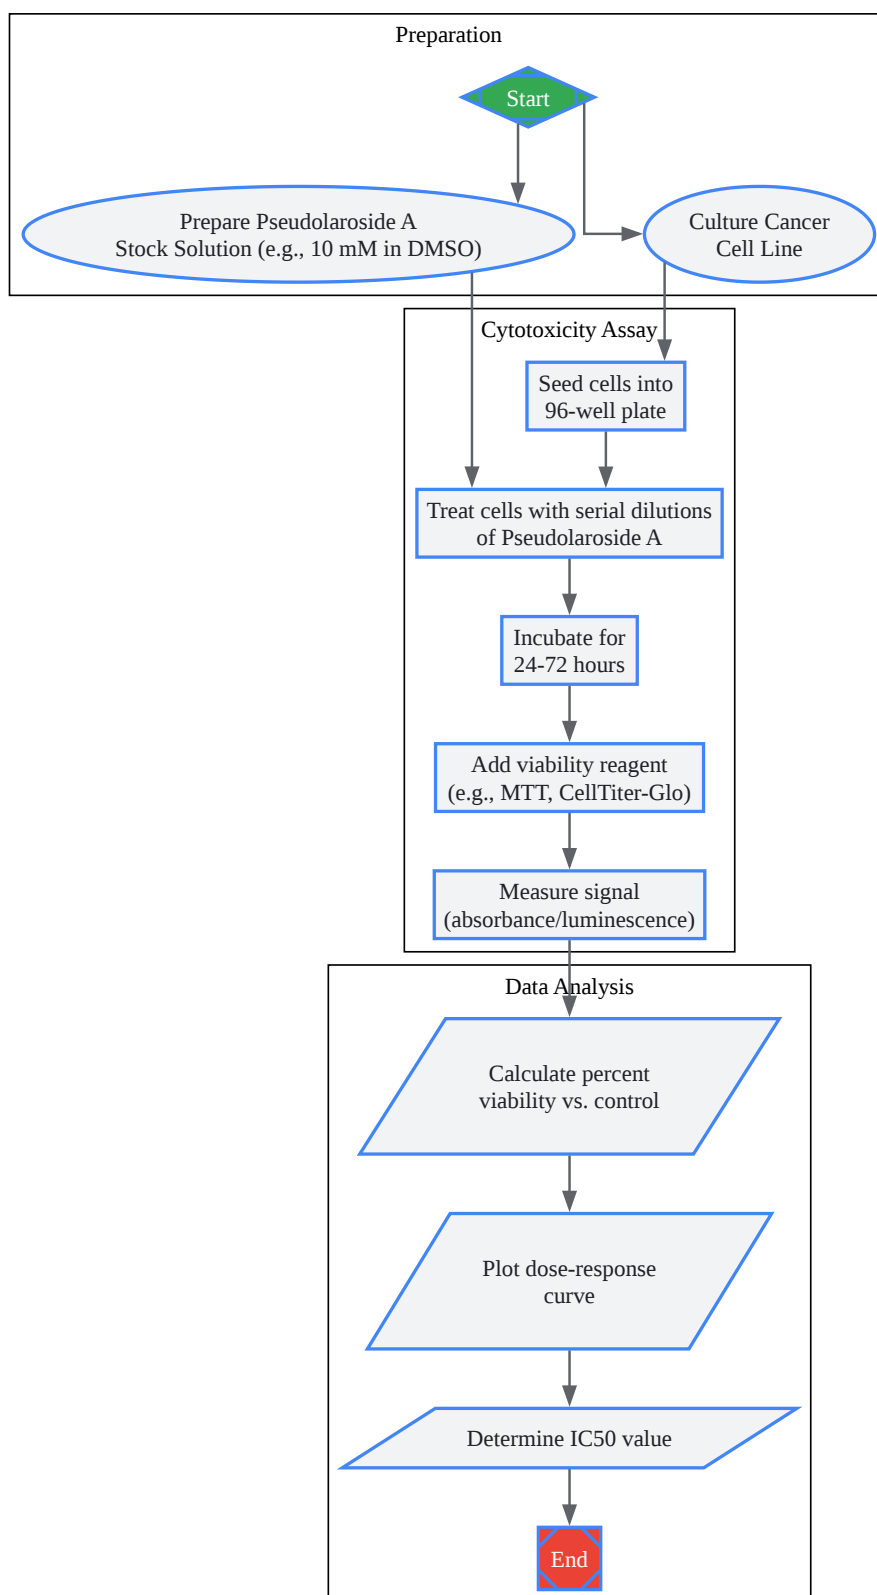 Preparation
Start
Prepare Pseudolaroside A
Stock Solution (e.g., 10 mM in DMSO)
Culture Cancer
Cell Line
Cytotoxicity Assay
Seed cells into
96-well plate
Treat cells with serial dilutions
of Pseudolaroside A
Incubate for
24-72 hours
Add viability reagent
(e.g., MTT, CellTiter-Glo)
Measure signal
(absorbance/luminescence)
Data Analysis
Calculate percent
viability vs. control
Plot dose-response
curve
Determine IC50 value
End